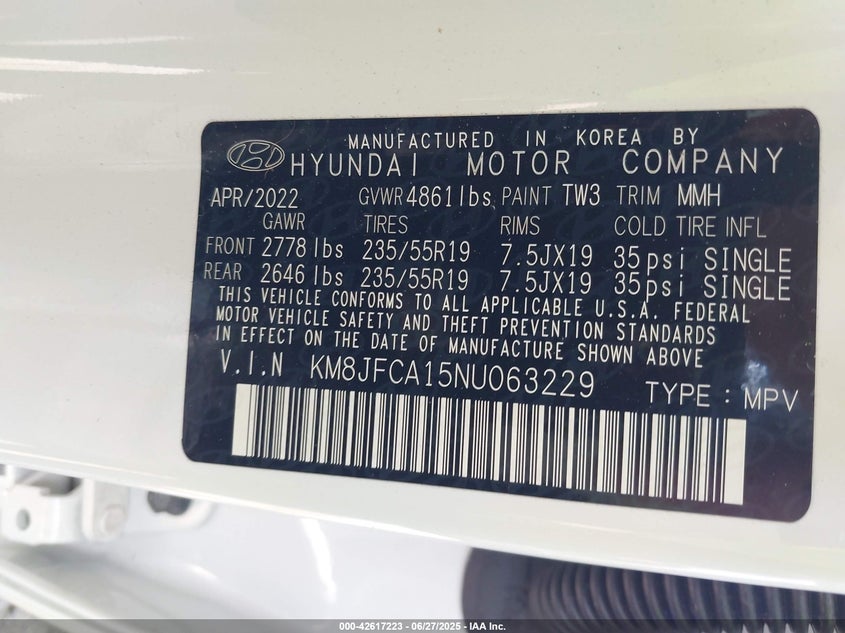 MANUFACTURED IN KOREA BY
HYUNDAI MOTOR COMPANY
APR/2022 GVWR 4861lbs PAINT TW3 TRIM MMH
GAWR TIRES RIMS COLD TIRE INFL
FRONT 2778 lbs 235/55R19 7.5JX19 35psi SINGLE
REAR 2646 lbs 235/55R19 7.5JX19 35psi SINGLE
THIS VEHICLE CONFORMS TO ALL APPLICABLE U.S.A. FEDERAL
MOTOR VEHICLE SAFETY AND THEFT PREVENTION STANDARDS
IN EFFECT ON THE DATE OF MANUFACTURE SHOWN ABOVE
V.I.N KM8JFCA15NU063229 TYPE : MPV
000-42617223 - 06/27/2025 - IAA Inc.